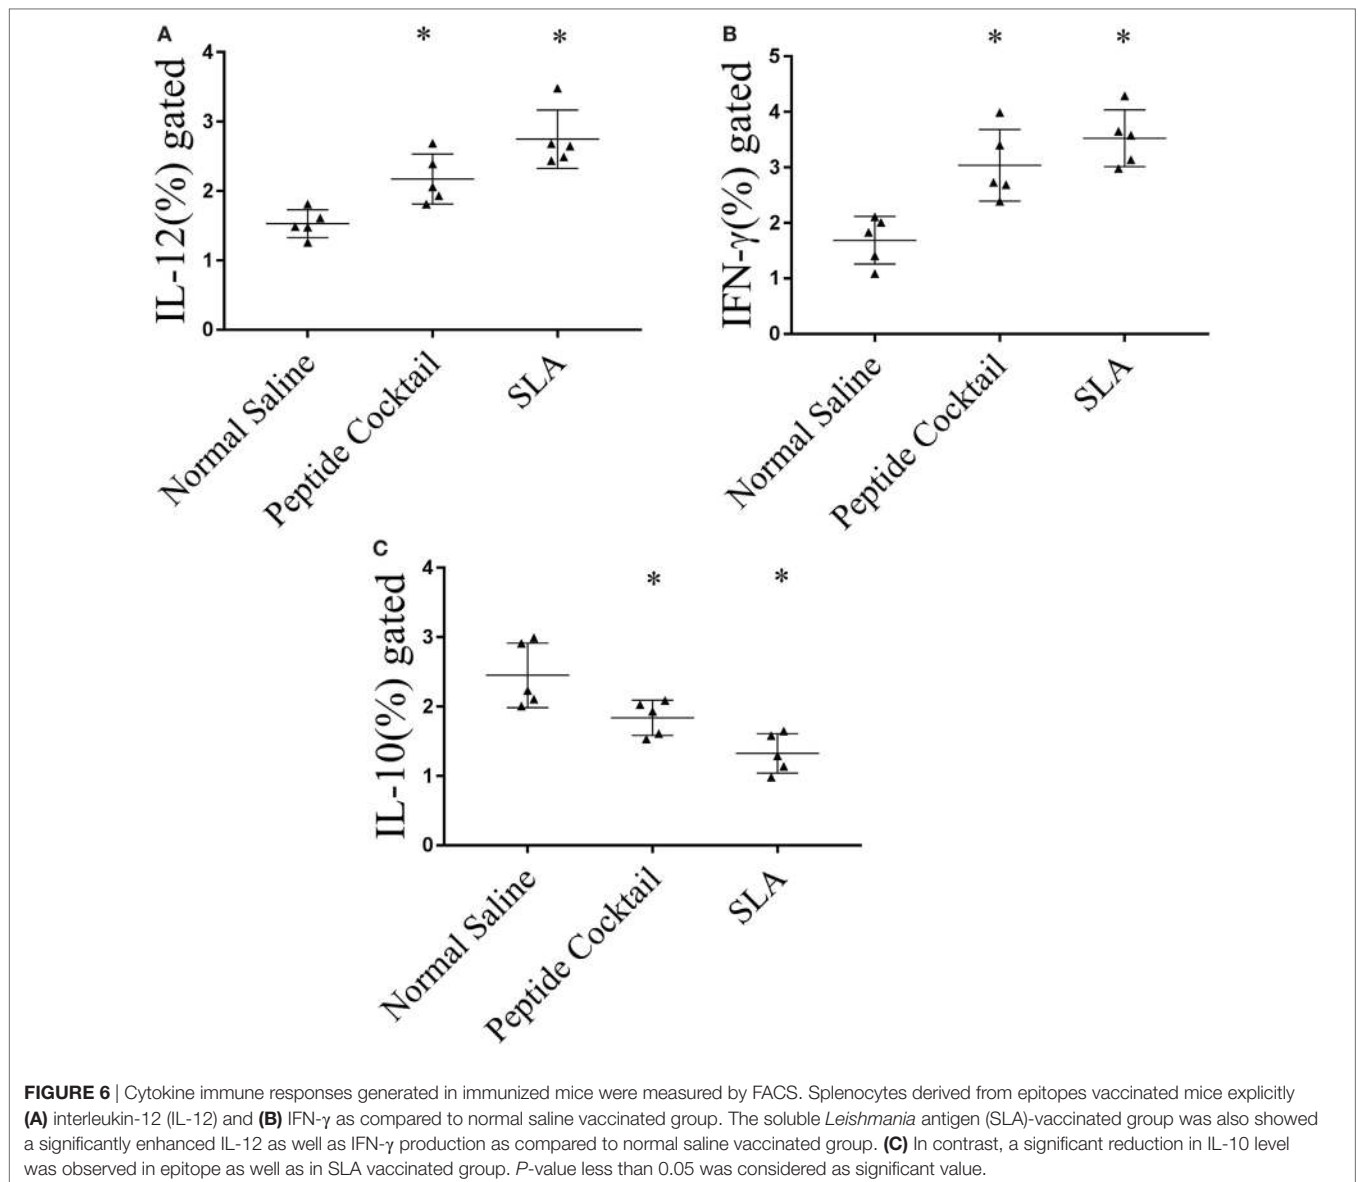 A
*
*
4
3
2
1
0
IL-12(%) gated
Normal Saline
Peptide Cocktail
SLA
B
*
*
5
4
3
2
1
0
IFN-γ(%) gated
Normal Saline
Peptide Cocktail
SLA
C
*
*
4
3
2
1
0
IL-10(%) gated
Normal Saline
Peptide Cocktail
SLA
FIGURE 6 | Cytokine immune responses generated in immunized mice were measured by FACS. Splenocytes derived from epitopes vaccinated mice explicitly
(A) interleukin-12 (IL-12) and (B) IFN-γ as compared to normal saline vaccinated group. The soluble Leishmania antigen (SLA)-vaccinated group was also showed
a significantly enhanced IL-12 as well as IFN-γ production as compared to normal saline vaccinated group. (C) In contrast, a significant reduction in IL-10 level
was observed in epitope as well as in SLA vaccinated group. P-value less than 0.05 was considered as significant value.